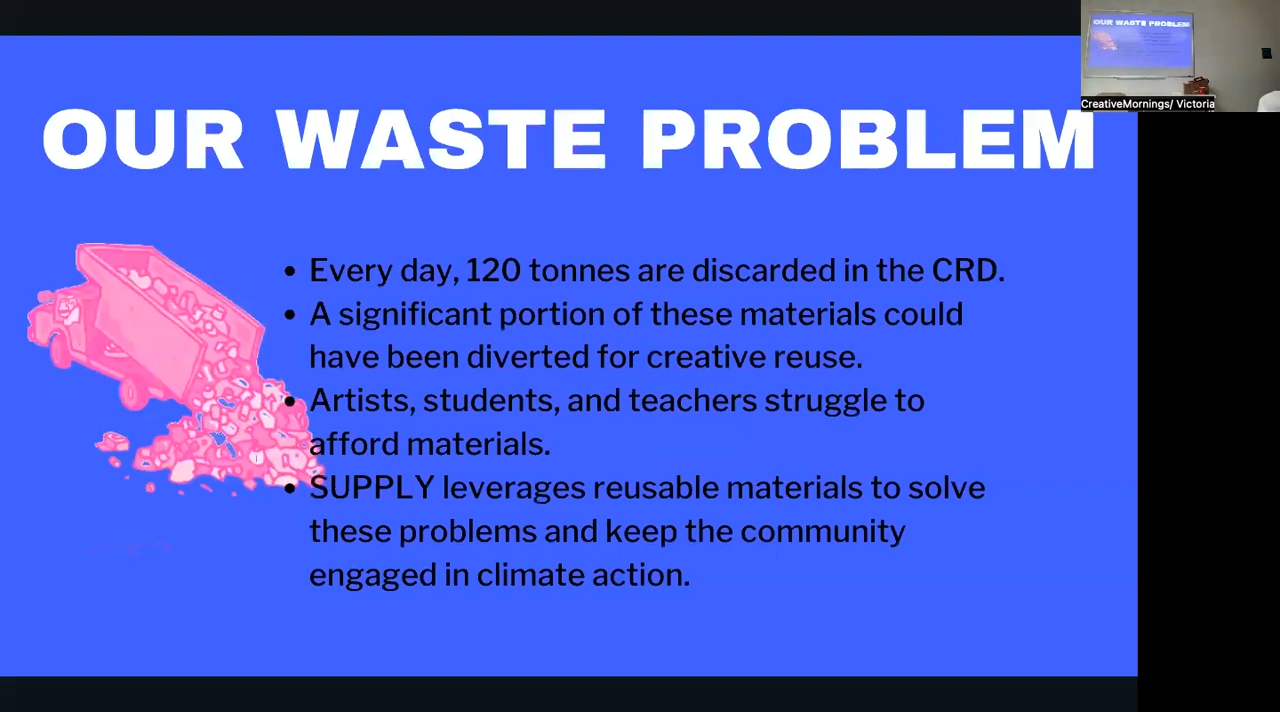 OUR WASTE PROBLEM
• Every day, 120 tonnes are discarded in the CRD.
• A significant portion of these materials could
have been diverted for creative reuse.
• Artists, students, and teachers struggle to
afford materials.
• SUPPLY leverages reusable materials to solve
these problems and keep the community
engaged in climate action.
OUR WASTE PROBLEM
CreativeMornings/ Victoria